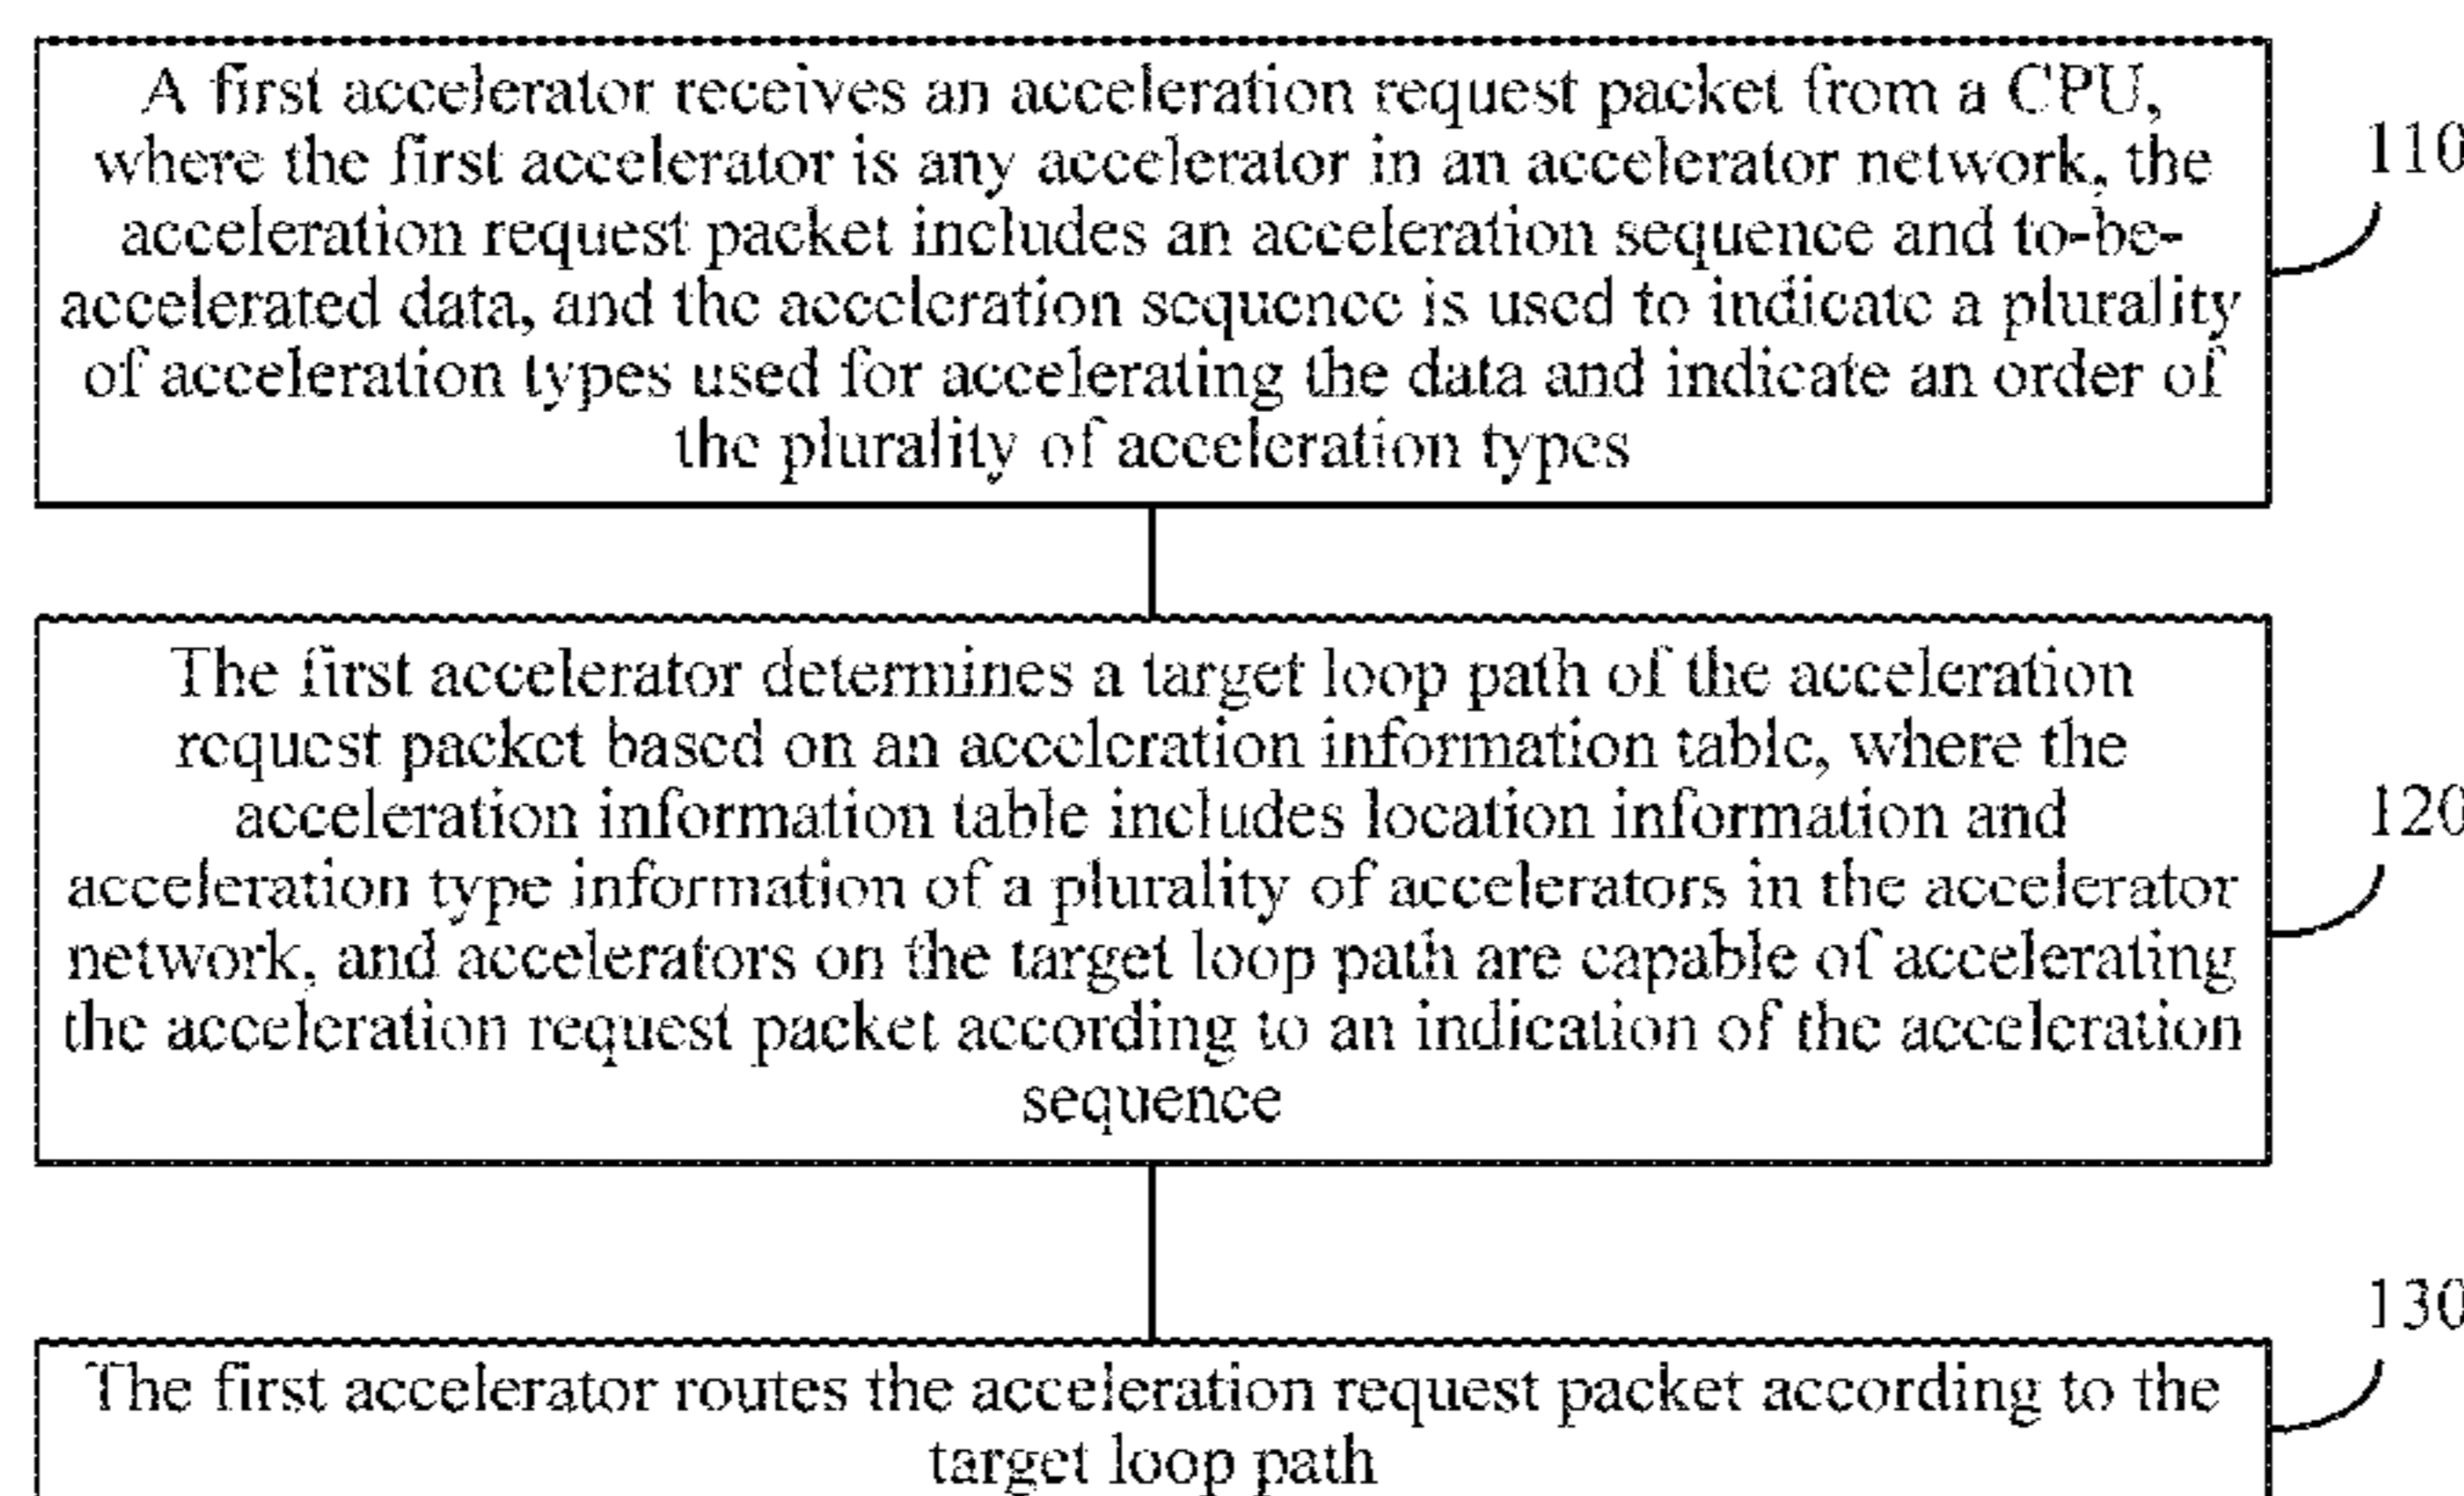 A first accelerator receives an acceleration request packet from a CPU,
where the first accelerator is any accelerator in an accelerator network, the
acceleration request packet includes an acceleration sequence and to-be-
accelerated data, and the acceleration sequence is used to indicate a plurality
of acceleration types used for accelerating the data and indicate an order of
the plurality of acceleration types
110
The first accelerator determines a target loop path of the acceleration
request packet based on an acceleration information table, where the
acceleration information table includes location information and
acceleration type information of a plurality of accelerators in the accelerator
network, and accelerators on the target loop path are capable of accelerating
the acceleration request packet according to an indication of the acceleration
sequence
120
The first accelerator routes the acceleration request packet according to the
target loop path
130